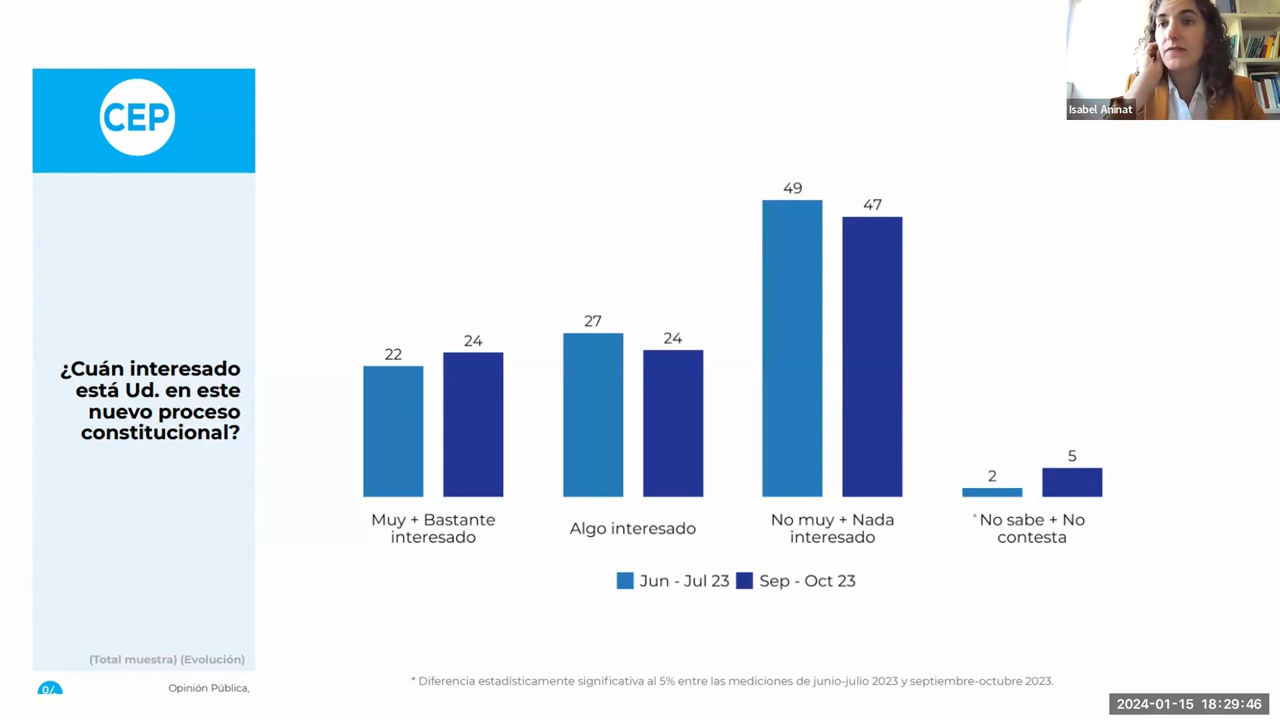 Isabel Aninat
CEP
49
47
27
24
24
22
5
2
¿Cuán interesado
está Ud. en este
nuevo proceso
constitucional?
Muy + Bastante
interesado
Algo interesado
No muy + Nada
interesado
* No sabe + No
contesta
Jun - Jul 23
Sep - Oct 23
(Total muestra) (Evolución)
Opinión Pública,
* Diferencia estadísticamente significativa al 5% entre las mediciones de junio-julio 2023 y septiembre-octubre 2023.
2024-01-15 18:29:46